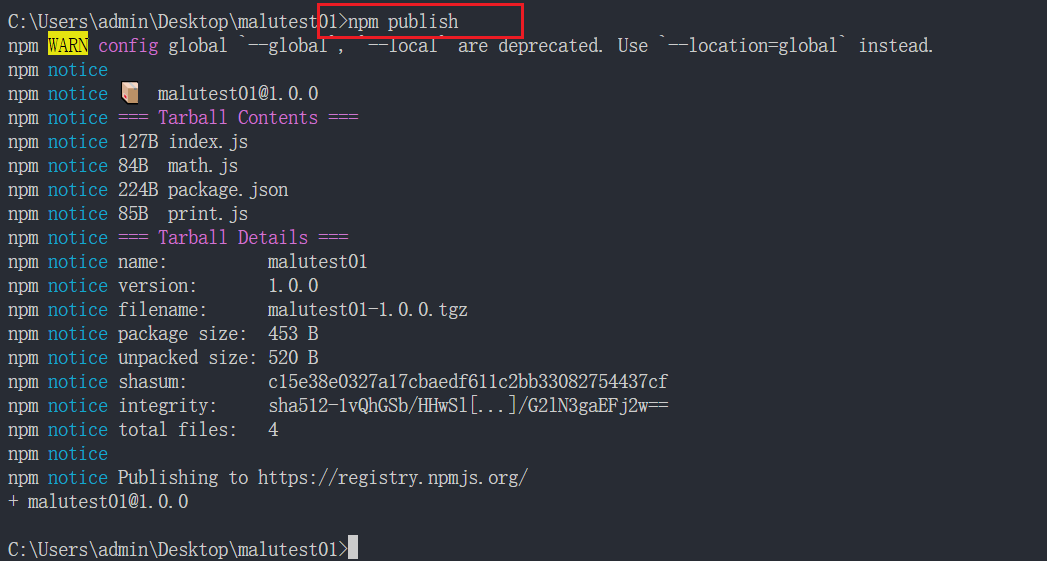 C:\Users\admin\Desktop\malutest01>npm publish
npm WARN config global `--global`, `--local` are deprecated. Use `--location=global` instead.
npm notice
npm notice 📦  malutest01@1.0.0
npm notice === Tarball Contents ===
npm notice 127B index.js
npm notice 84B  math.js
npm notice 224B package.json
npm notice 85B  print.js
npm notice === Tarball Details ===
npm notice name:          malutest01
npm notice version:       1.0.0
npm notice filename:      malutest01-1.0.0.tgz
npm notice package size:  453 B
npm notice unpacked size: 520 B
npm notice shasum:        c15e38e0327a17cbaedf611c2bb33082754437cf
npm notice integrity:     sha512-1vQhGSb/HHwSl[...]/G2lN3gaEFj2w==
npm notice total files:   4
npm notice
npm notice Publishing to https://registry.npmjs.org/
+ malutest01@1.0.0
C:\Users\admin\Desktop\malutest01>